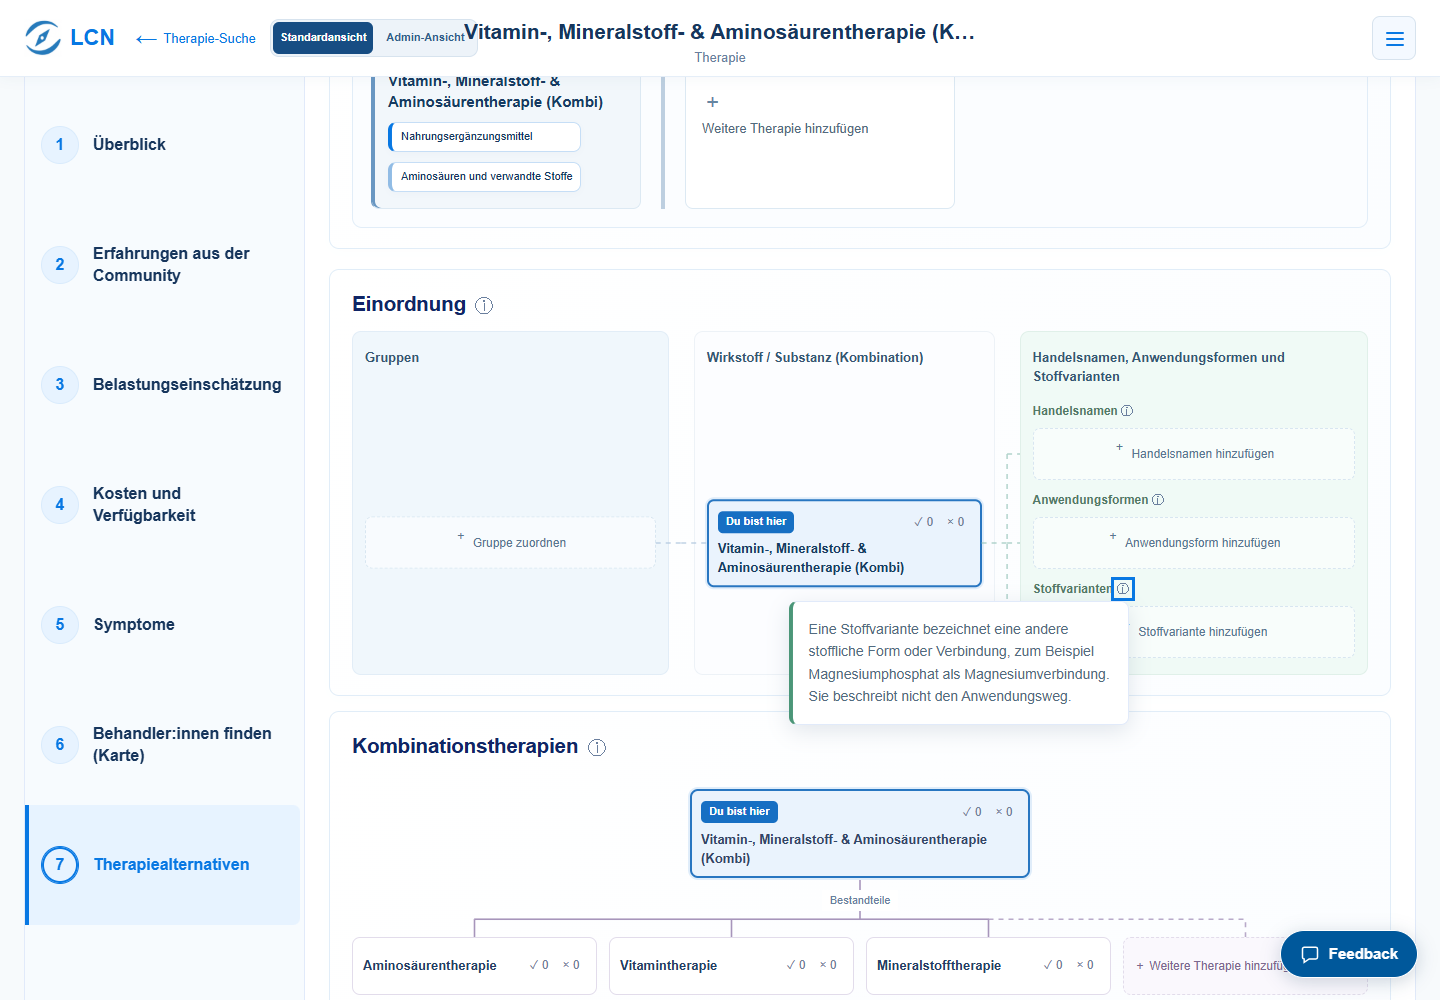 LCN
← Therapie-Suche
Standardansicht
Admin-Ansicht
Vitamin-, Mineralstoff- & Aminosäurentherapie (K...
Therapie
1 Überblick
2 Erfahrungen aus der
Community
3 Belastungseinschätzung
4 Kosten und
Verfügbarkeit
5 Symptome
6 Behandler:innen finden
(Karte)
7 Therapiealternativen
Vitamin-, Mineralstoff- &
Aminosäurentherapie (Kombi)
Nahrungsergänzungsmittel
Aminosäuren und verwandte Stoffe
+
Weitere Therapie hinzufügen
Einordnung ⓘ
Gruppen
+ Gruppe zuordnen
Wirkstoff / Substanz (Kombination)
Du bist hier ✓ 0 × 0
Vitamin-, Mineralstoff- &
Aminosäurentherapie (Kombi)
Handelsnamen, Anwendungsformen und
Stoffvarianten
Handelsnamen ⓘ
+ Handelsnamen hinzufügen
Anwendungsformen ⓘ
+ Anwendungsform hinzufügen
Stoffvarianten ⓘ
Stoffvariante hinzufügen
Eine Stoffvariante bezeichnet eine andere
stoffliche Form oder Verbindung, zum Beispiel
Magnesiumphosphat als Magnesiumverbindung.
Sie beschreibt nicht den Anwendungsweg.
Kombinationstherapien ⓘ
Du bist hier ✓ 0 × 0
Vitamin-, Mineralstoff- & Aminosäurentherapie
(Kombi)
Bestandteile
Aminosäurentherapie ✓ 0 × 0
Vitamintherapie ✓ 0 × 0
Mineralstofftherapie ✓ 0 × 0
+ Weitere Therapie
Feedback